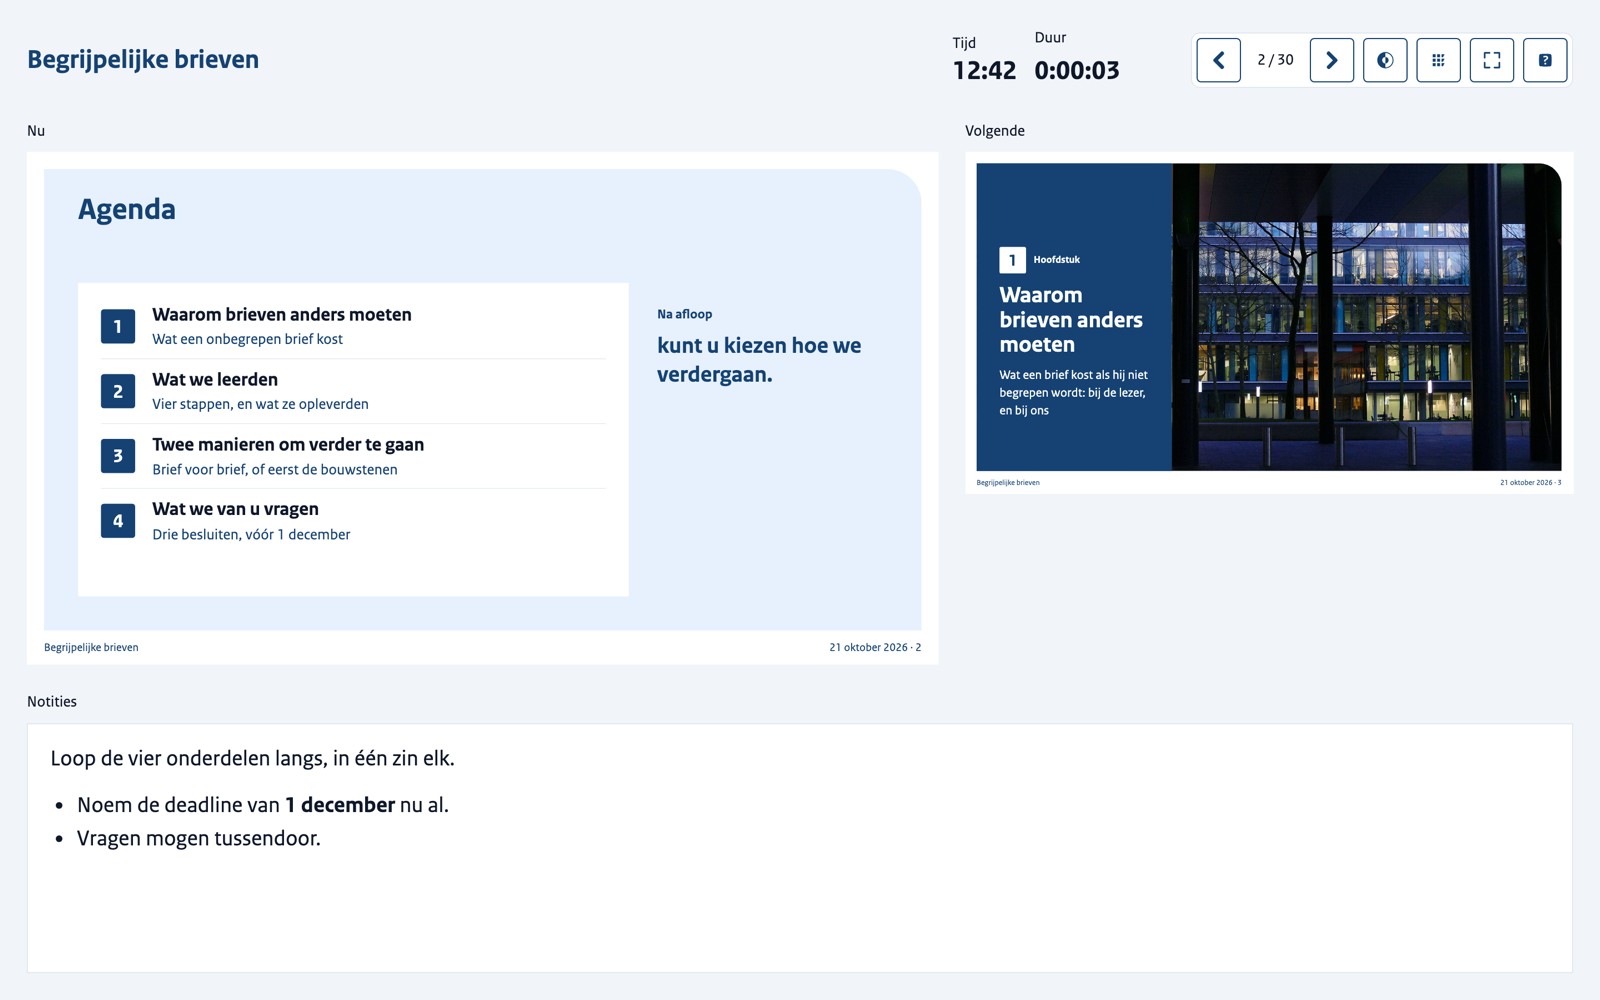 Begrijpelijke brieven
Tijd
12:42
Duur
0:00:03
2 / 30
?
Nu
Agenda
1
Waarom brieven anders moeten
Wat een onbegrepen brief kost
2
Wat we leerden
Vier stappen, en wat ze opleverden
3
Twee manieren om verder te gaan
Brief voor brief, of eerst de bouwstenen
4
Wat we van u vragen
Drie besluiten, vóór 1 december
Na afloop
kunt u kiezen hoe we
verdergaan.
Begrijpelijke brieven
21 oktober 2026 · 2
Volgende
1 Hoofdstuk
Waarom
brieven anders
moeten
Wat een brief kost als hij niet
begrepen wordt: bij de lezer,
en bij ons
Begrijpelijke brieven
21 oktober 2026 · 3
Notities
Loop de vier onderdelen langs, in één zin elk.
• Noem de deadline van 1 december nu al.
• Vragen mogen tussendoor.